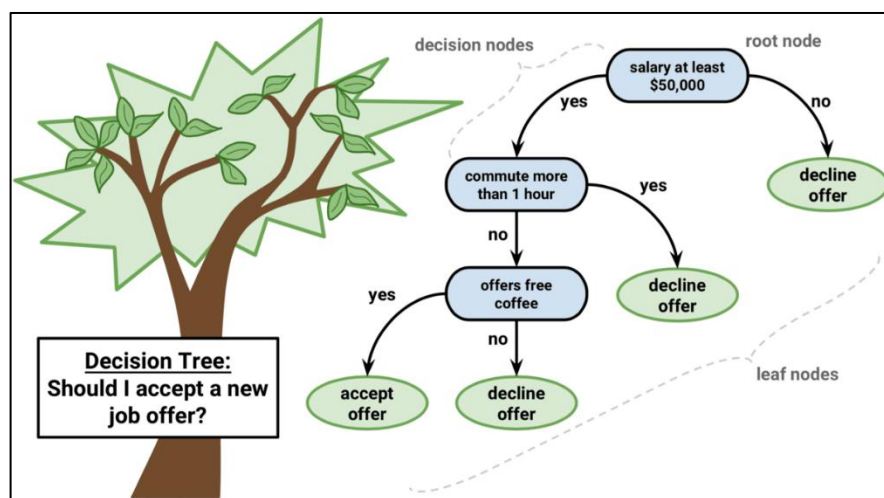 decision nodes
root node
salary at least
$50,000
yes
no
commute more
than 1 hour
decline
offer
yes
no
offers free
coffee
decline
offer
yes
no
Decision Tree:
Should I accept a new
job offer?
accept
offer
decline
offer
leaf nodes